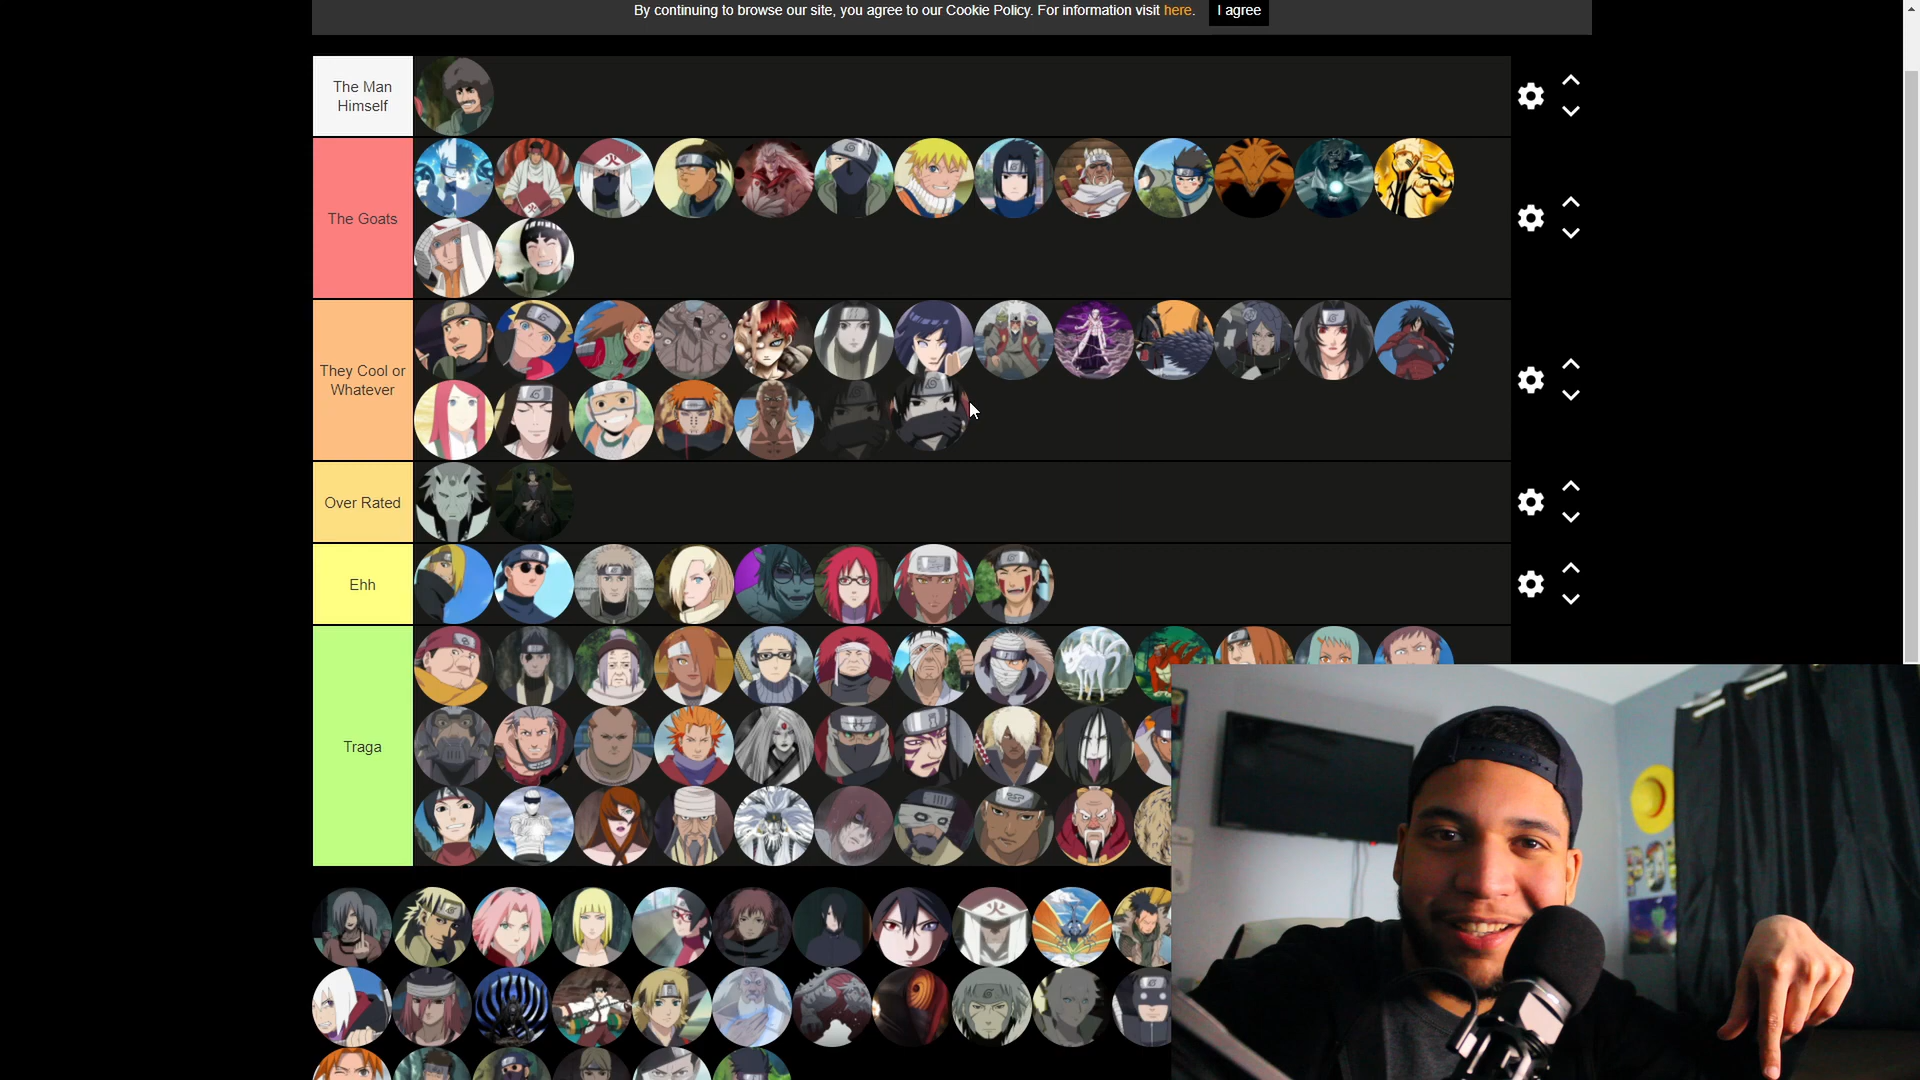 By continuing to browse our site, you agree to our Cookie Policy. For information visit here. I agree
The Man
Himself
The Goats
They Cool or
Whatever
Over Rated
Ehh
Traga